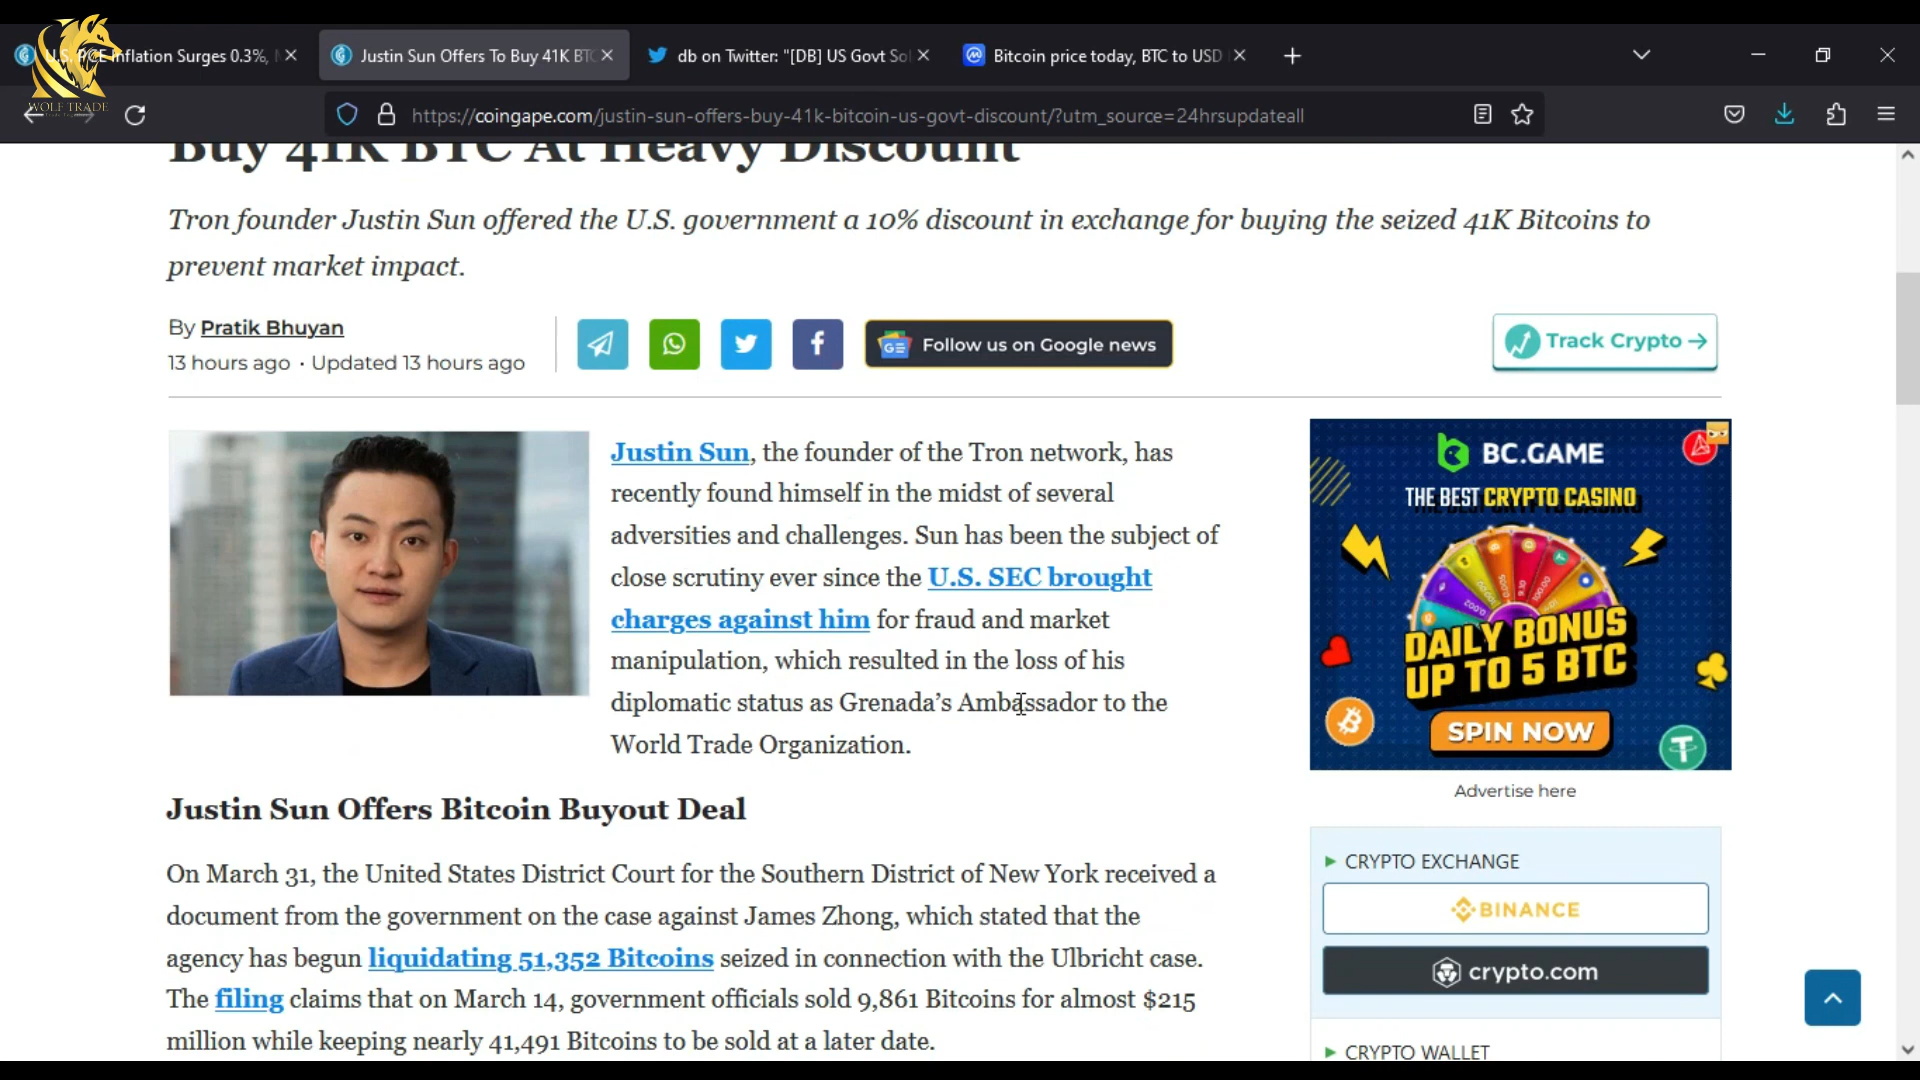 U.S. PCE Inflation Surges 0.3%,
Justin Sun Offers To Buy 41K BTC
db on Twitter: "[DB] US Govt Sol
Bitcoin price today, BTC to USD
WOLF TRADE
https://coingape.com/justin-sun-offers-buy-41k-bitcoin-us-govt-discount/?utm_source=24hrsupdateall
Buy 41K BTC At Heavy Discount
Tron founder Justin Sun offered the U.S. government a 10% discount in exchange for buying the seized 41K Bitcoins to
prevent market impact.
By Pratik Bhuyan
13 hours ago • Updated 13 hours ago
GE Follow us on Google news
Track Crypto →
Justin Sun, the founder of the Tron network, has
recently found himself in the midst of several
adversities and challenges. Sun has been the subject of
close scrutiny ever since the U.S. SEC brought
charges against him for fraud and market
manipulation, which resulted in the loss of his
diplomatic status as Grenada’s Ambassador to the
World Trade Organization.
BC.GAME
THE BEST CRYPTO CASINO
DAILY BONUS
UP TO 5 BTC
SPIN NOW
Advertise here
Justin Sun Offers Bitcoin Buyout Deal
On March 31, the United States District Court for the Southern District of New York received a
document from the government on the case against James Zhong, which stated that the
agency has begun liquidating 51,352 Bitcoins seized in connection with the Ulbricht case.
The filing claims that on March 14, government officials sold 9,861 Bitcoins for almost $215
million while keeping nearly 41,491 Bitcoins to be sold at a later date.
CRYPTO EXCHANGE
BINANCE
crypto.com
CRYPTO WALLET